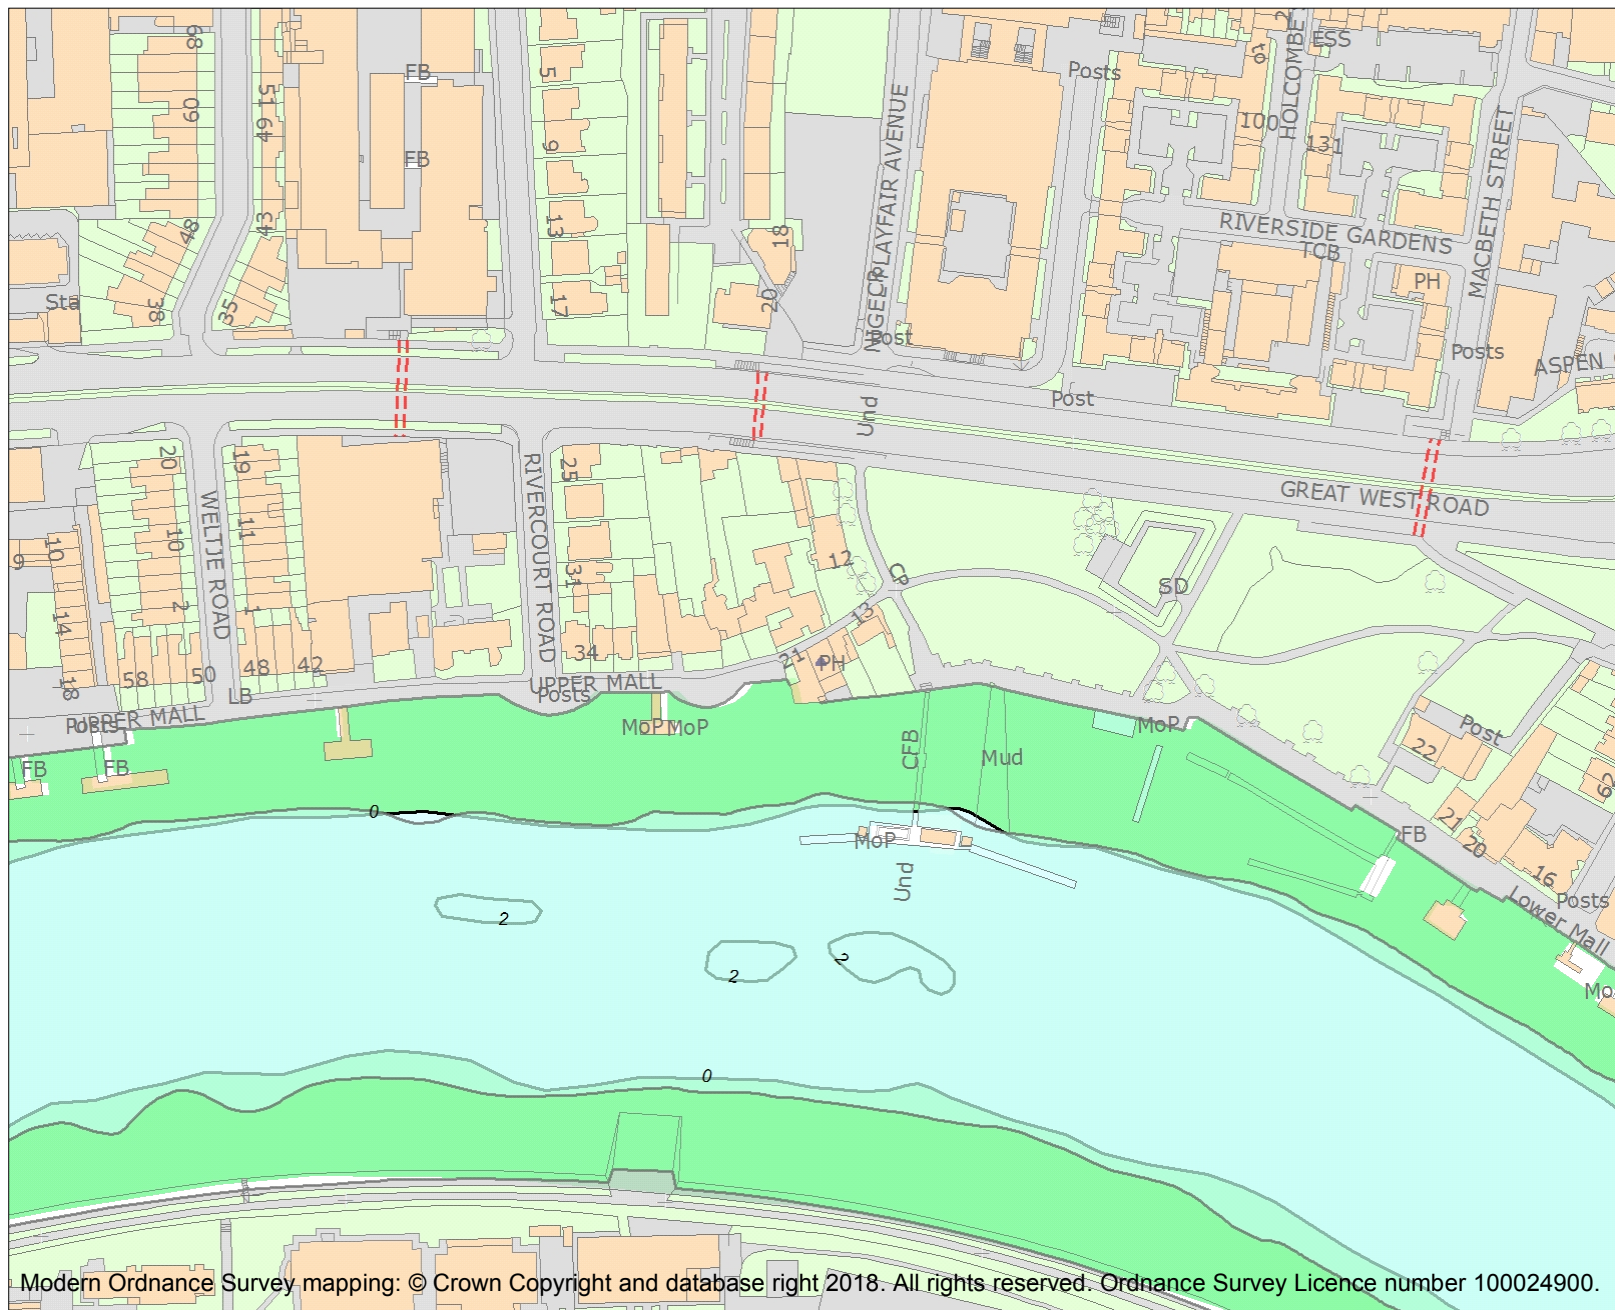 68
60
48
38
Sta
51
49
43
35
FB
FB
5
9
13
17
18
20
NIGEL PLAYFAIR AVENUE
Post
Posts
ESS
HOLCOMBE
100
131
RIVERSIDE GARDENS
TCB
PH
MACBETH STREET
Posts
ASPEN
Post
Und
GREAT WEST ROAD
20
10
2
WELTJIE ROAD
19
11
1
RIVERCOURT ROAD
25
31
34
12
13
CP
SD
9
10
14
18
58
50
48
42
LB
UPPER MALL
Posts
UPPER MALL
Posts
21
PH
MoP
MoP
CFB
Mud
MoP
FB
FB
0
MoP
Und
22
Post
21
20
FB
16
Posts
Lower Mall
2
2
2
0
Modern Ordnance Survey mapping: © Crown Copyright and database right 2018. All rights reserved. Ordnance Survey Licence number 100024900.